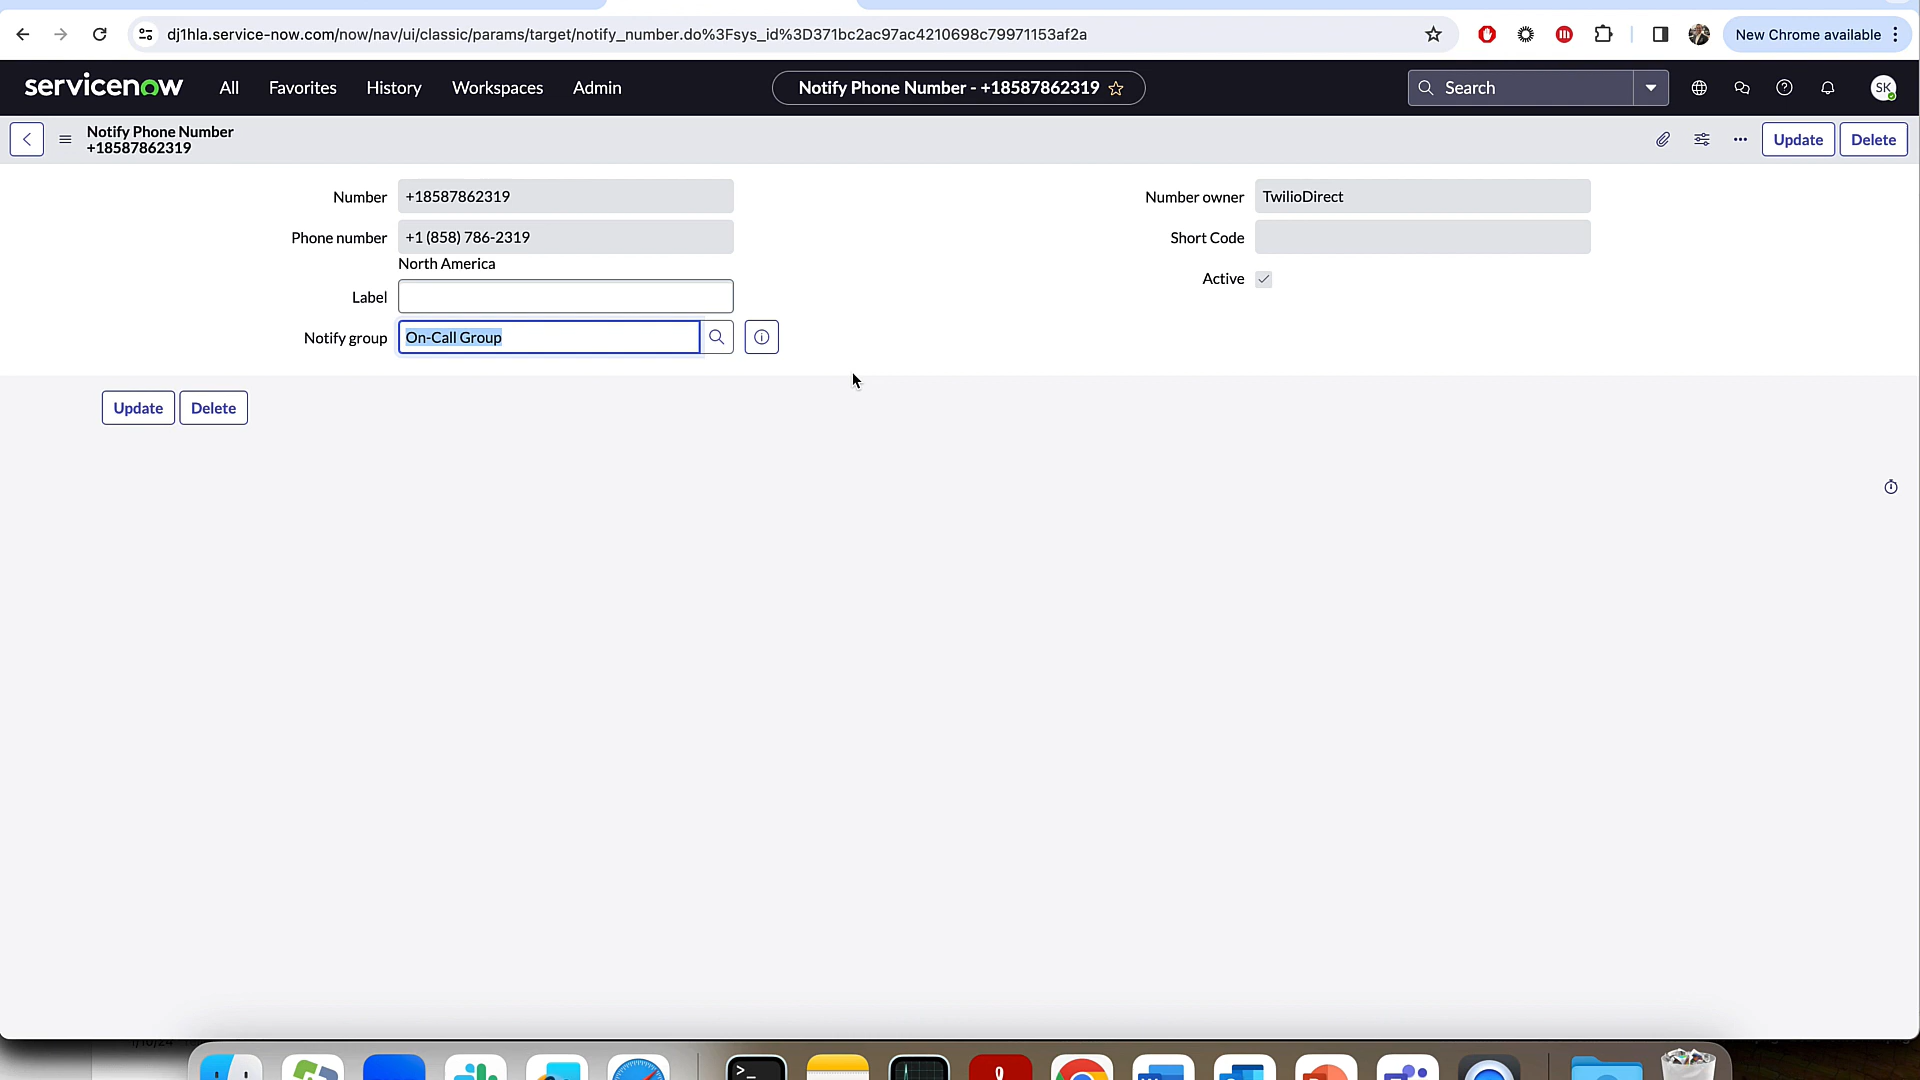 dj1hla.service-now.com/now/nav/ui/classic/params/target/notify_number.do%3Fsys_id%3D371bc2ac97ac4210698c79971153af2a
New Chrome available
servicenow All Favorites History Workspaces Admin Notify Phone Number - +18587862319 Search SK
Notify Phone Number
+18587862319
Update Delete
Number +18587862319 Number owner TwilioDirect
Phone number +1 (858) 786-2319 Short Code
North America
Active
Label
Notify group On-Call Group
Update Delete